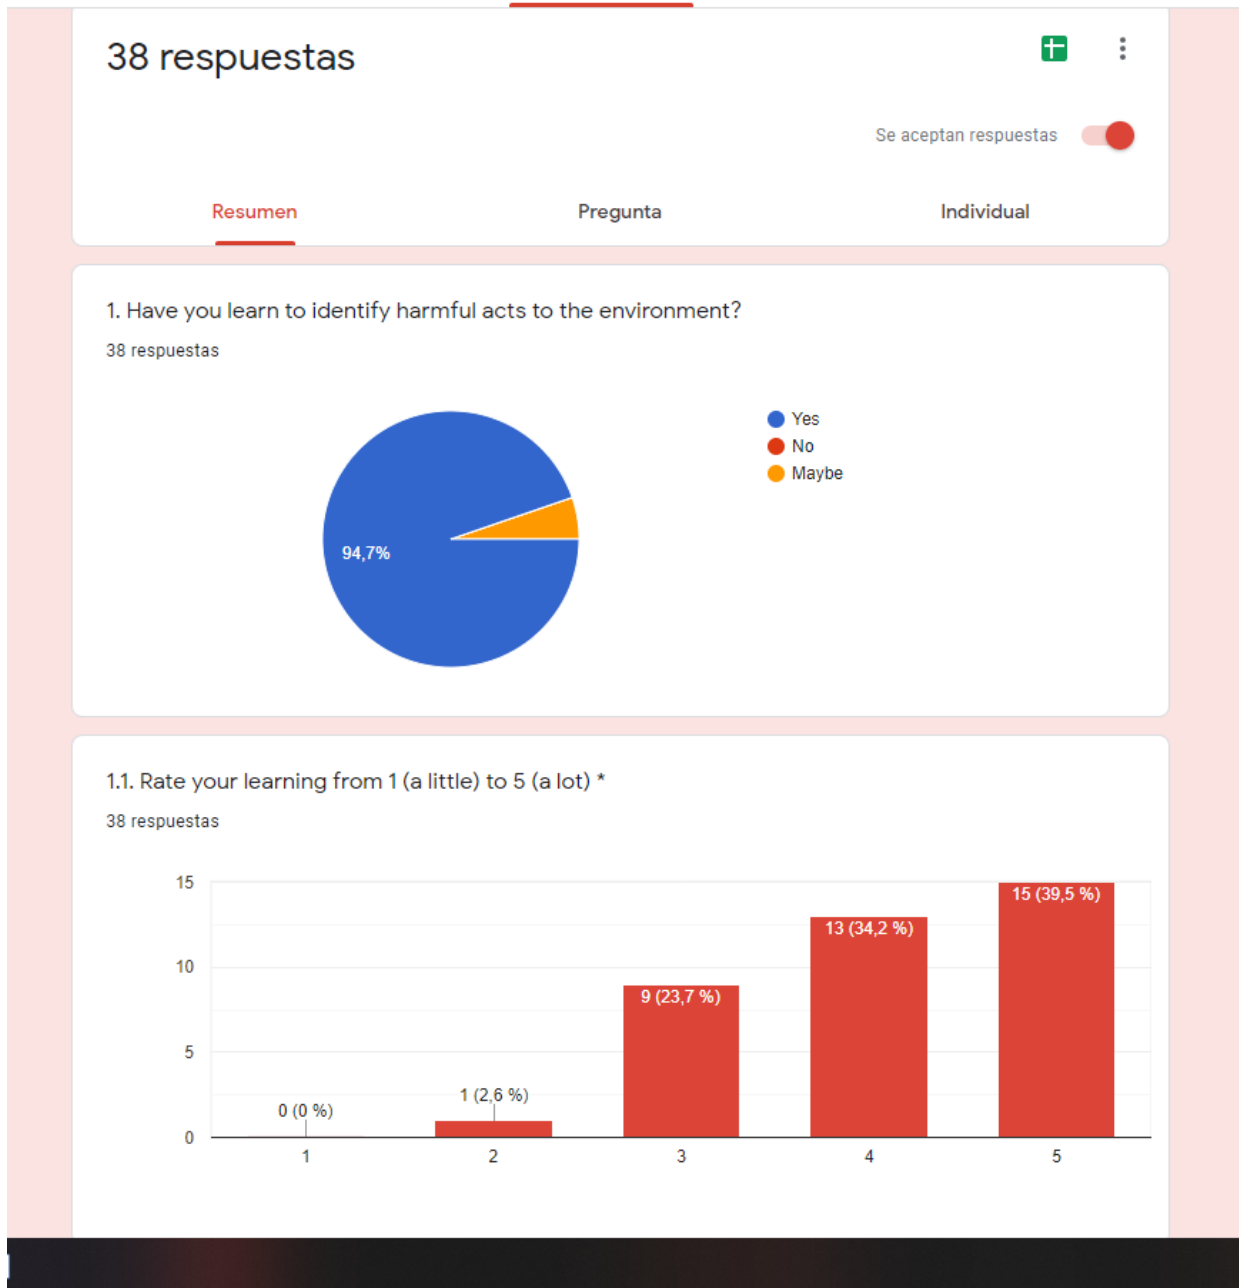 38 respuestas
Se aceptan respuestas
Resumen Pregunta Individual
1. Have you learn to identify harmful acts to the environment?
38 respuestas
Yes
No
Maybe
94,7%
1.1. Rate your learning from 1 (a little) to 5 (a lot) *
38 respuestas
15
10
5
0
0 (0 %)
1 (2,6 %)
9 (23,7 %)
13 (34,2 %)
15 (39,5 %)
1 2 3 4 5